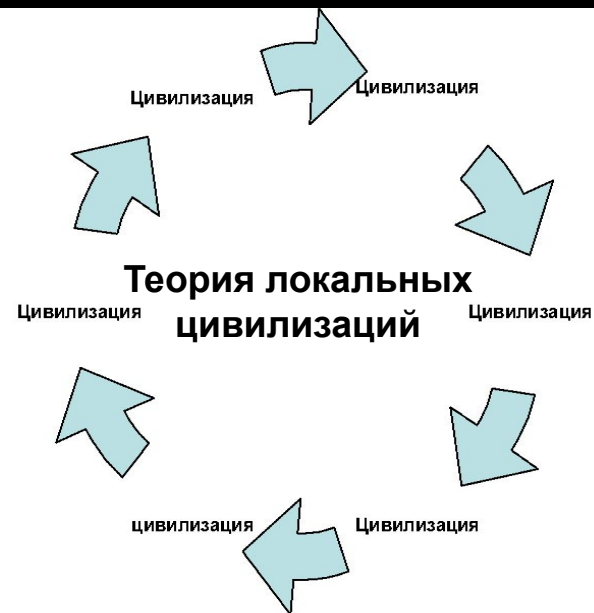 Цивилизация
Цивилизация
Теория локальных
цивилизаций
Цивилизация
Цивилизация
цивилизация
Цивилизация